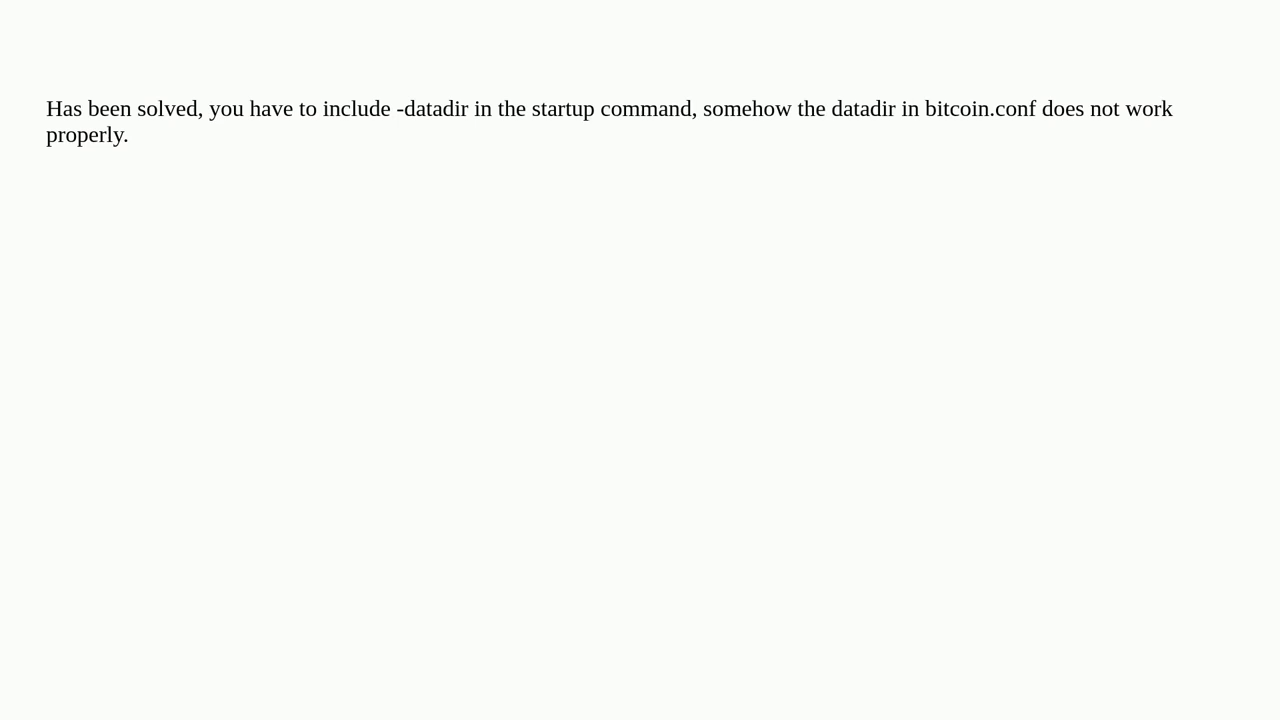 Has been solved, you have to include -datadir in the startup command, somehow the datadir in bitcoin.conf does not work
properly.